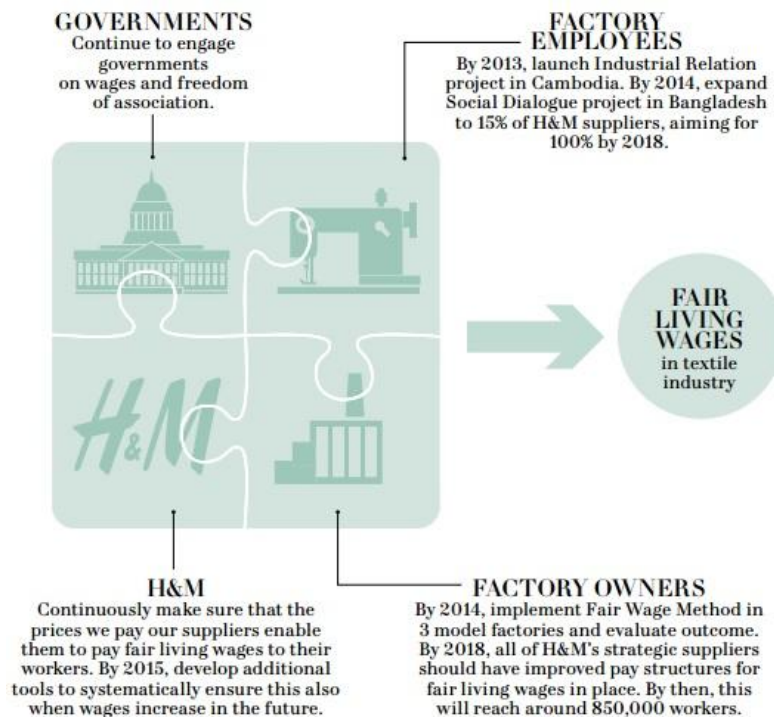 GOVERNMENTS
Continue to engage
governments
on wages and freedom
of association.
FACTORY
EMPLOYEES
By 2013, launch Industrial Relation
project in Cambodia. By 2014, expand
Social Dialogue project in Bangladesh
to 15% of H&M suppliers, aiming for
100% by 2018.
H&M
FAIR
LIVING
WAGES
in textile
industry
H&M
Continuously make sure that the
prices we pay our suppliers enable
them to pay fair living wages to their
workers. By 2015, develop additional
tools to systematically ensure this also
when wages increase in the future.
FACTORY OWNERS
By 2014, implement Fair Wage Method in
3 model factories and evaluate outcome.
By 2018, all of H&M's strategic suppliers
should have improved pay structures for
fair living wages in place. By then, this
will reach around 850,000 workers.